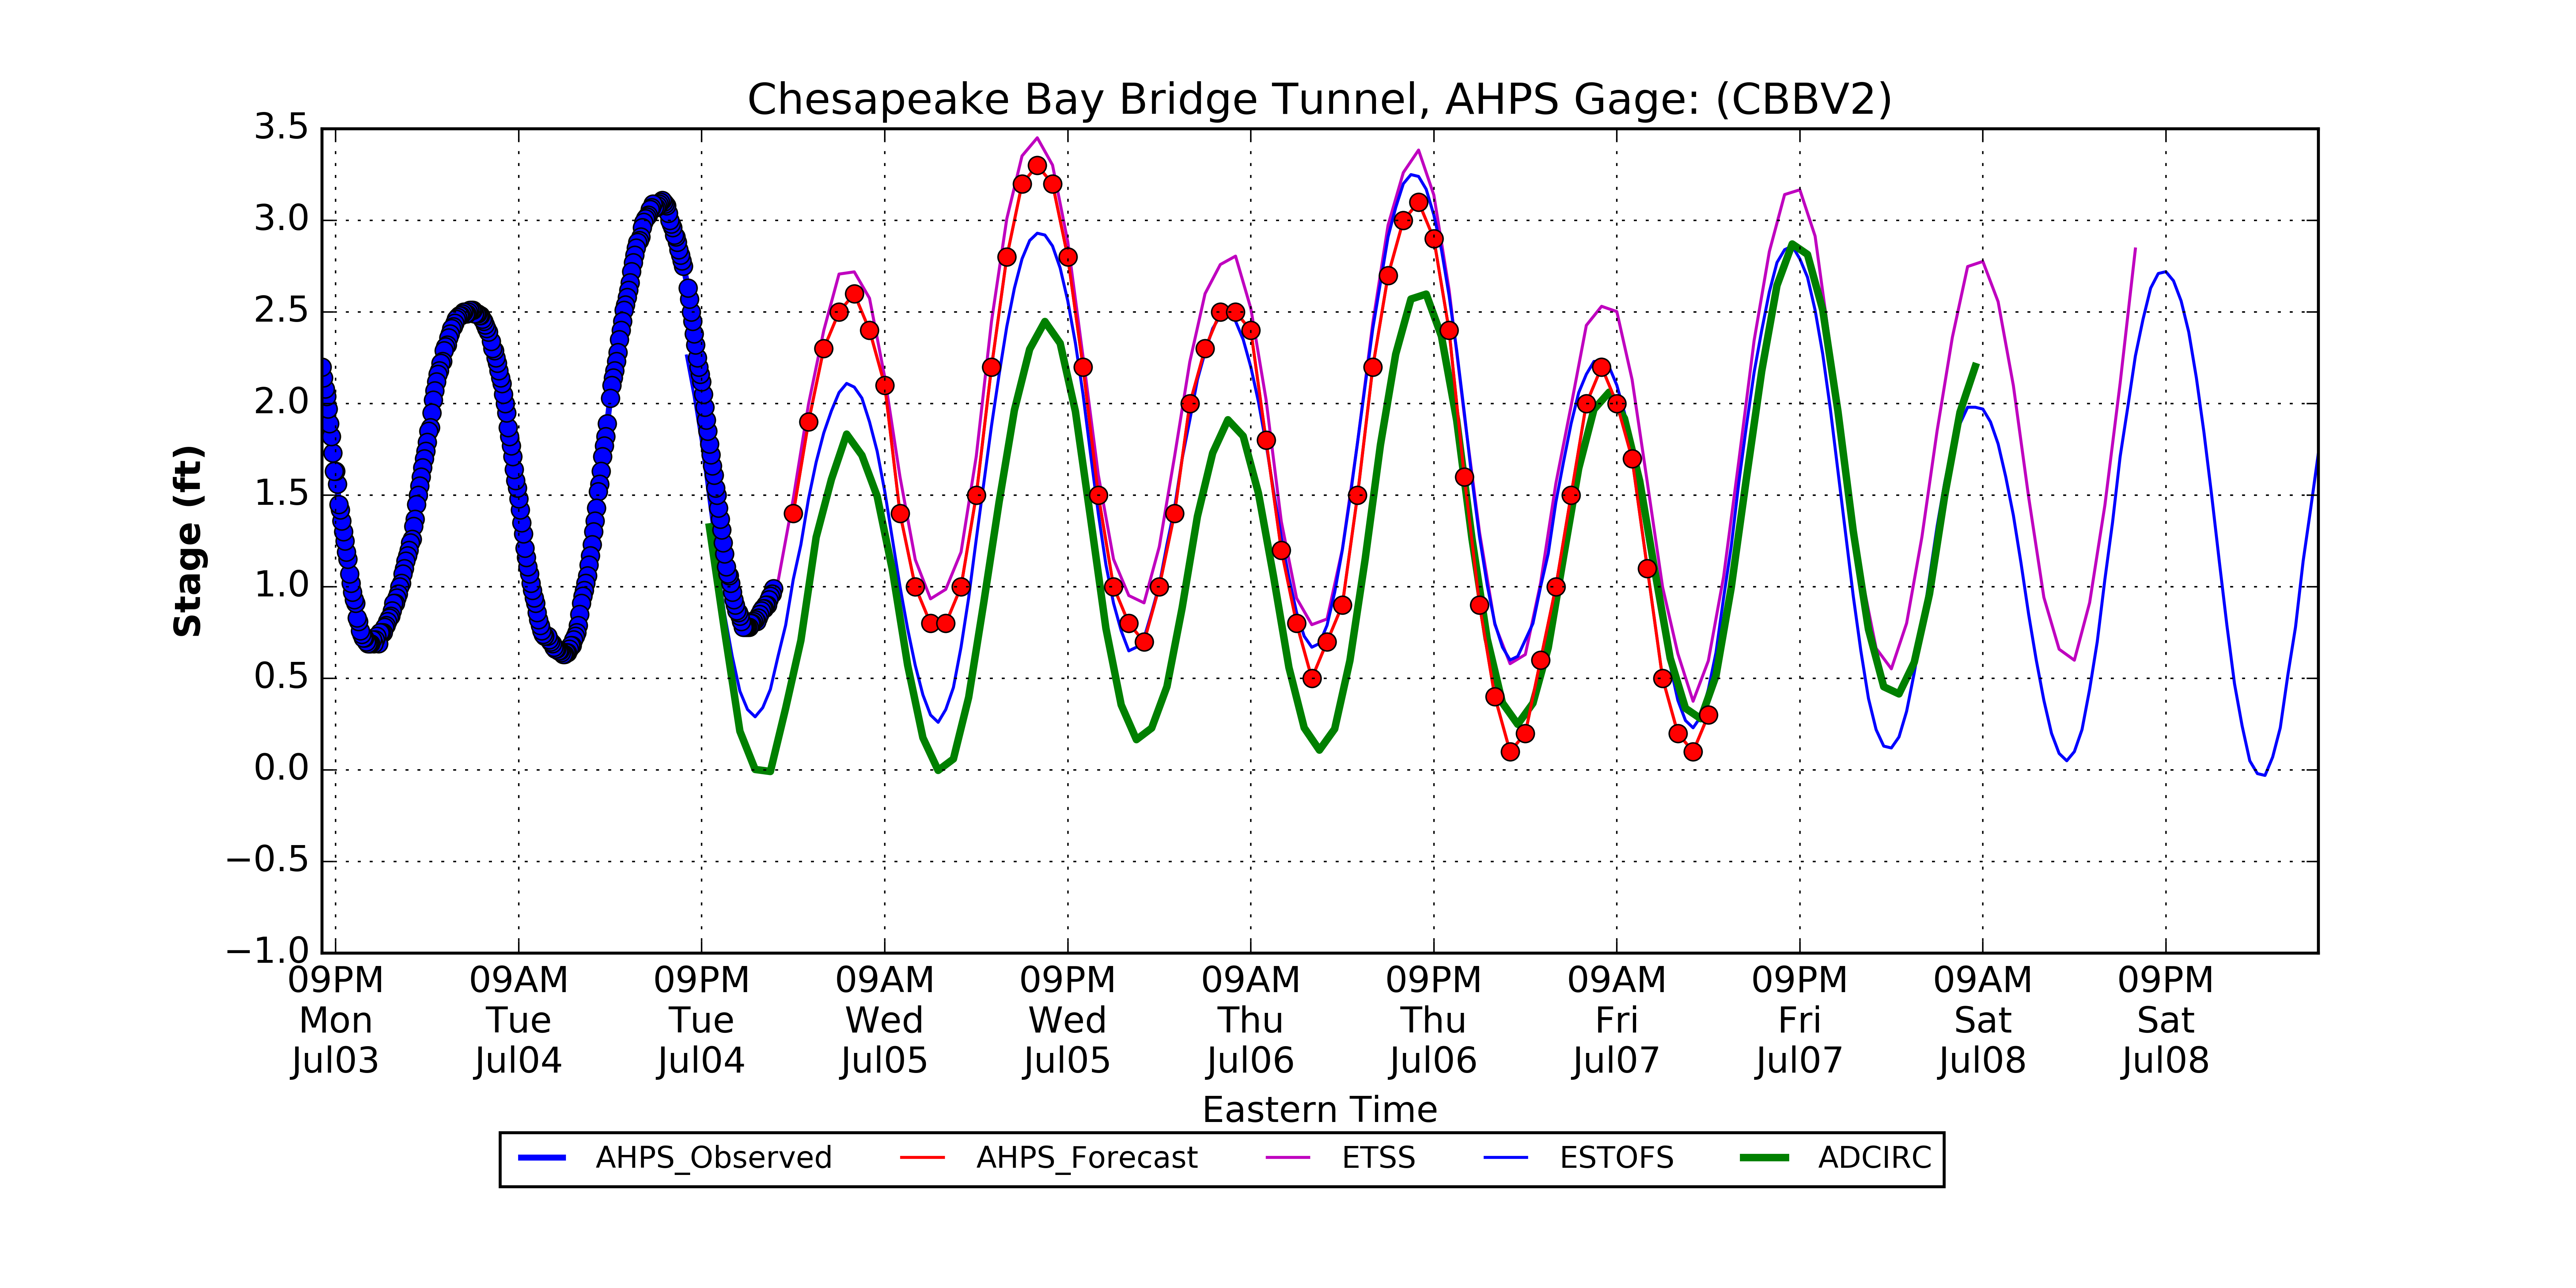 Chesapeake Bay Bridge Tunnel, AHPS Gage: (CBBV2)
3.5
3.0
2.5
2.0
1.5
1.0
0.5
0.0
−0.5
−1.0
Stage (ft)
09PM 09AM 09PM 09AM 09PM 09AM 09PM 09AM 09PM 09AM 09PM
Mon Tue Tue Wed Wed Thu Thu Fri Fri Sat Sat
Jul03 Jul04 Jul04 Jul05 Jul05 Jul06 Jul06 Jul07 Jul07 Jul08 Jul08
Eastern Time
AHPS_Observed AHPS_Forecast ETSS ESTOFS ADCIRC